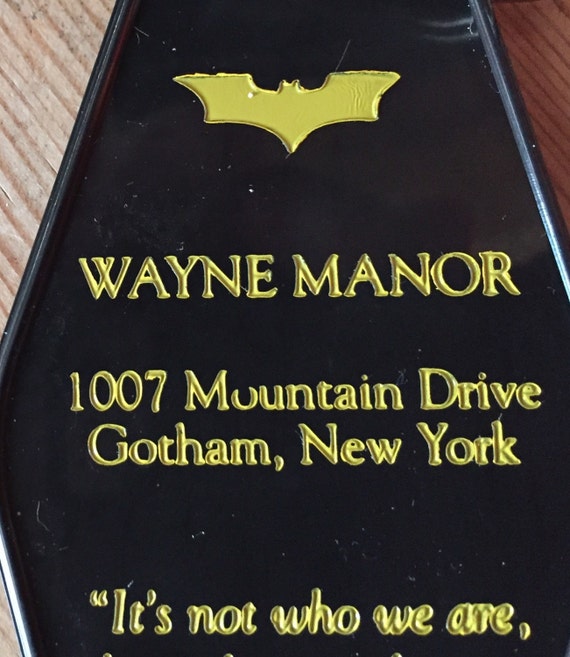 WAYNE MANOR
1007 Mountain Drive
Gotham, New York
“It's not who we are,